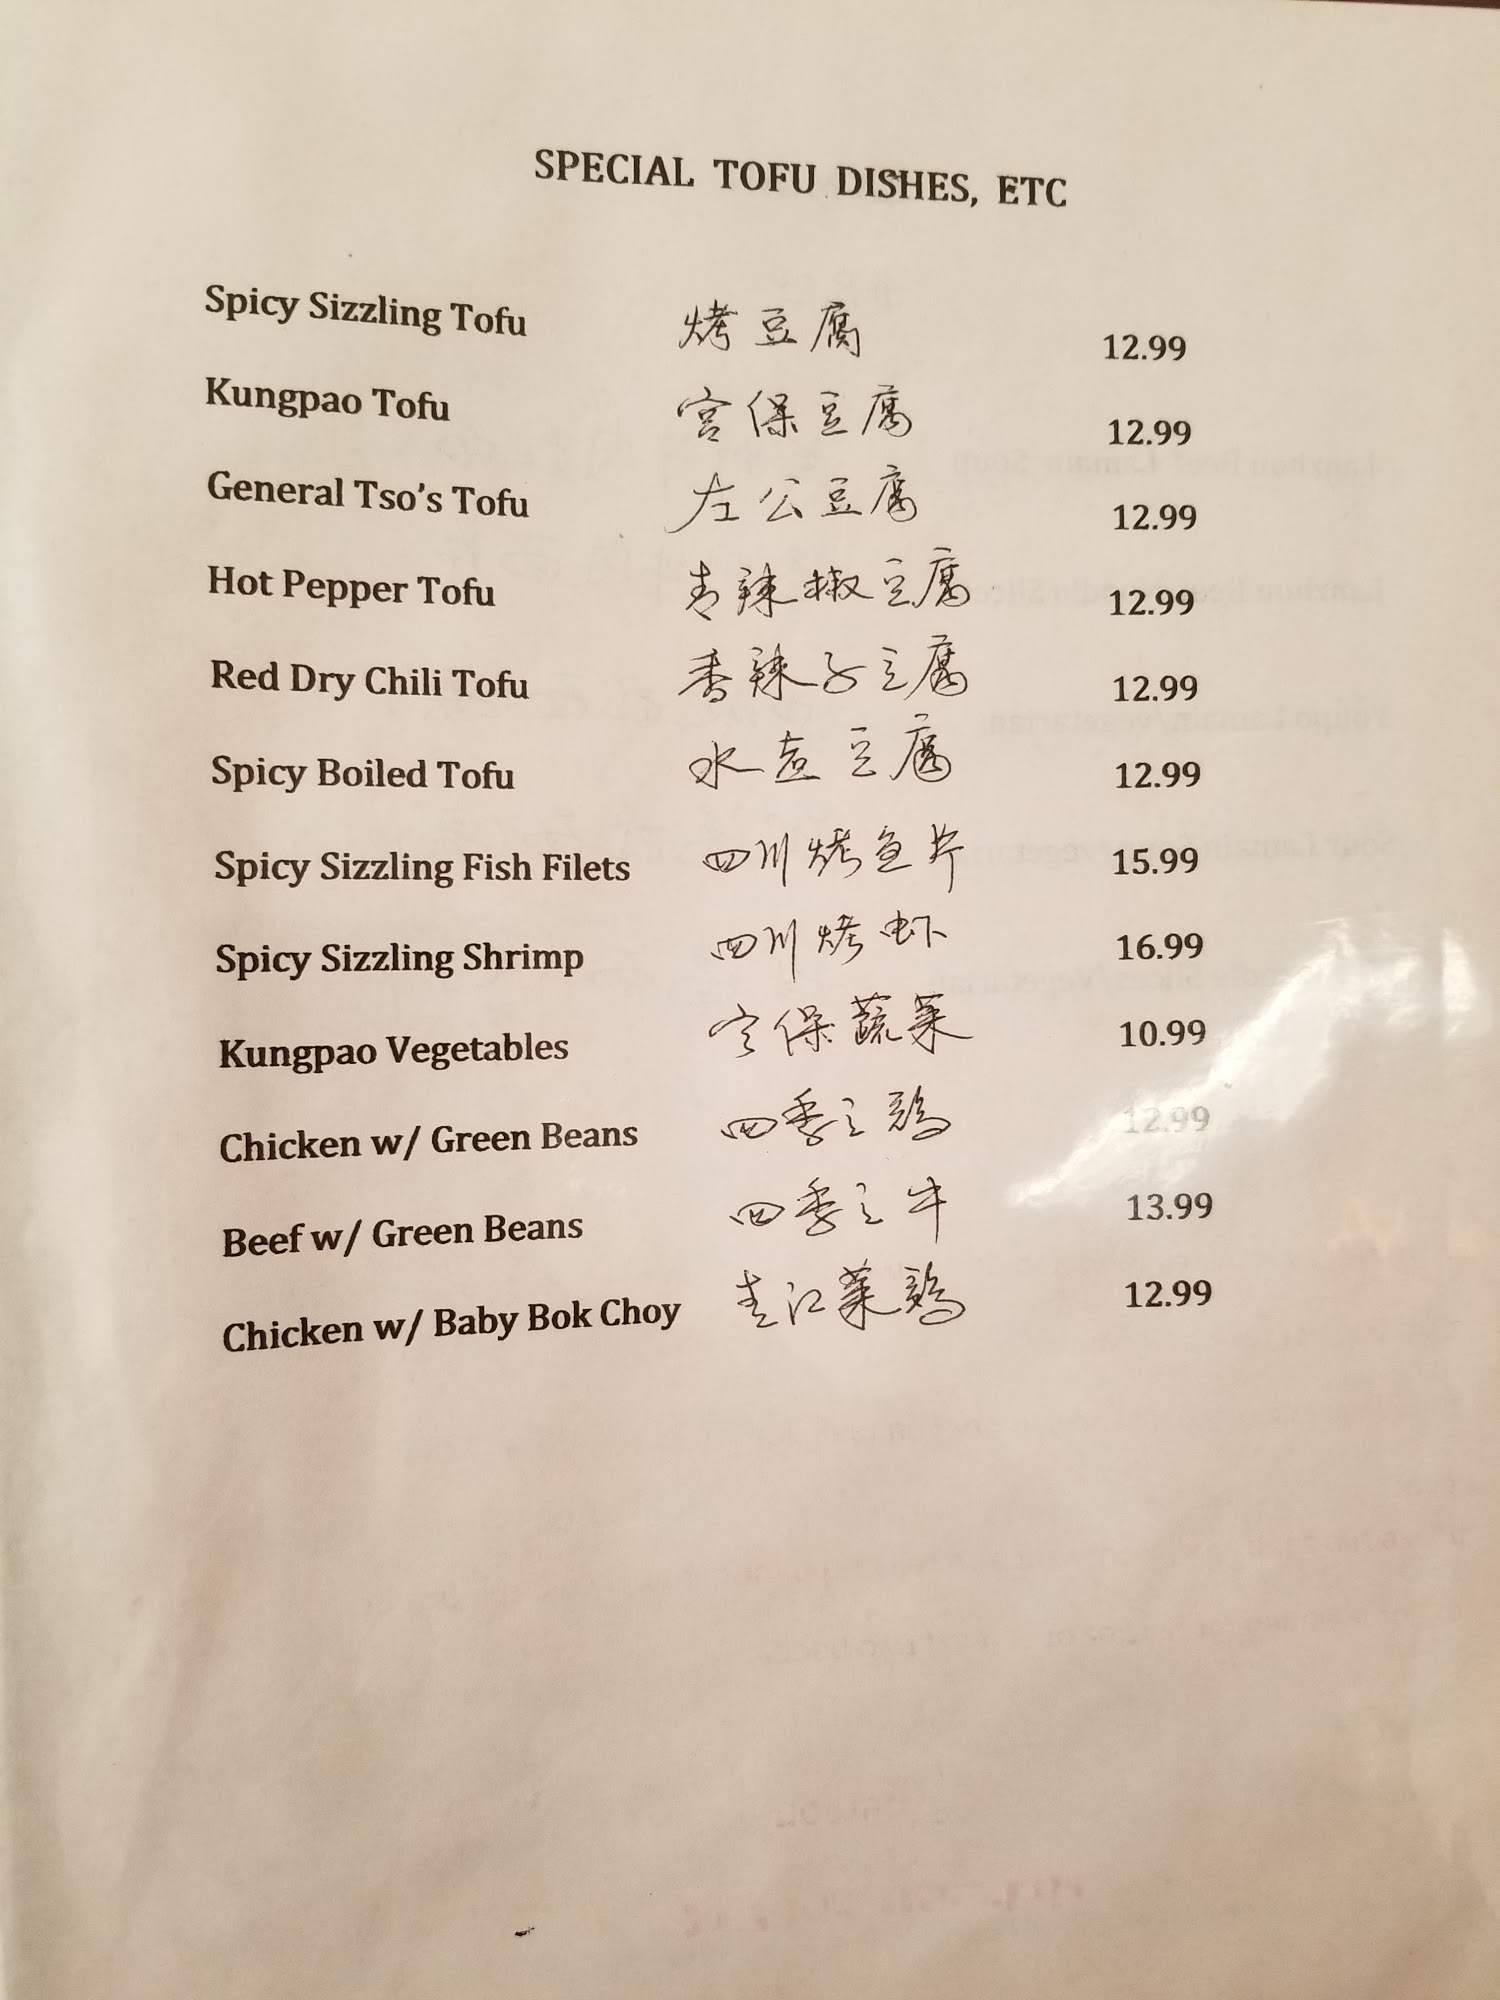 SPECIAL TOFU DISHES, ETC
Spicy Sizzling Tofu 烤豆腐 12.99
Kungpao Tofu 宫保豆腐 12.99
General Tso's Tofu 左公豆腐 12.99
Hot Pepper Tofu 青辣椒豆腐 12.99
Red Dry Chili Tofu 香辣子豆腐 12.99
Spicy Boiled Tofu 水煮豆腐 12.99
Spicy Sizzling Fish Filets 四川烤鱼片 15.99
Spicy Sizzling Shrimp 四川烤虾 16.99
Kungpao Vegetables 宫保蔬菜 10.99
Chicken w/ Green Beans 四季豆鸡 12.99
Beef w/ Green Beans 四季豆牛 13.99
Chicken w/ Baby Bok Choy 青江菜鸡 12.99